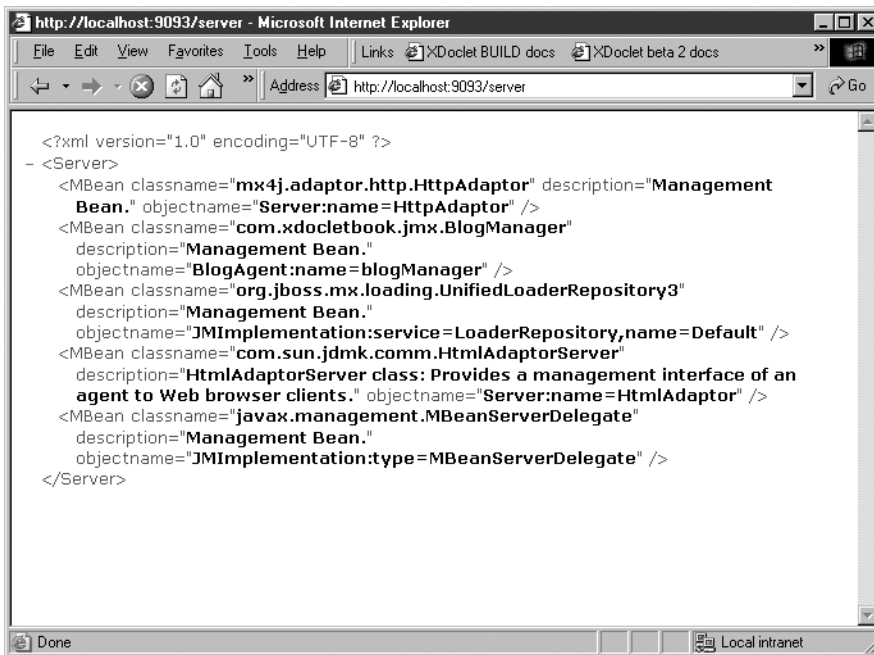 http://localhost:9093/server - Microsoft Internet Explorer
File Edit View Favorites Tools Help Links XDoclet BUILD docs XDoclet beta 2 docs »
» Address http://localhost:9093/server Go
<?xml version="1.0" encoding="UTF-8" ?>
– <Server>
<MBean classname="mx4j.adaptor.http.HttpAdaptor" description="Management
Bean." objectname="Server:name=HttpAdaptor" />
<MBean classname="com.xdocletbook.jmx.BlogManager"
description="Management Bean."
objectname="BlogAgent:name=blogManager" />
<MBean classname="org.jboss.mx.loading.UnifiedLoaderRepository3"
description="Management Bean."
objectname="JMImplementation:service=LoaderRepository,name=Default" />
<MBean classname="com.sun.jdmk.comm.HtmlAdaptorServer"
description="HtmlAdaptorServer class: Provides a management interface of an
agent to Web browser clients." objectname="Server:name=HtmlAdaptor" />
<MBean classname="javax.management.MBeanServerDelegate"
description="Management Bean."
objectname="JMImplementation:type=MBeanServerDelegate" />
</Server>
Done Local intranet